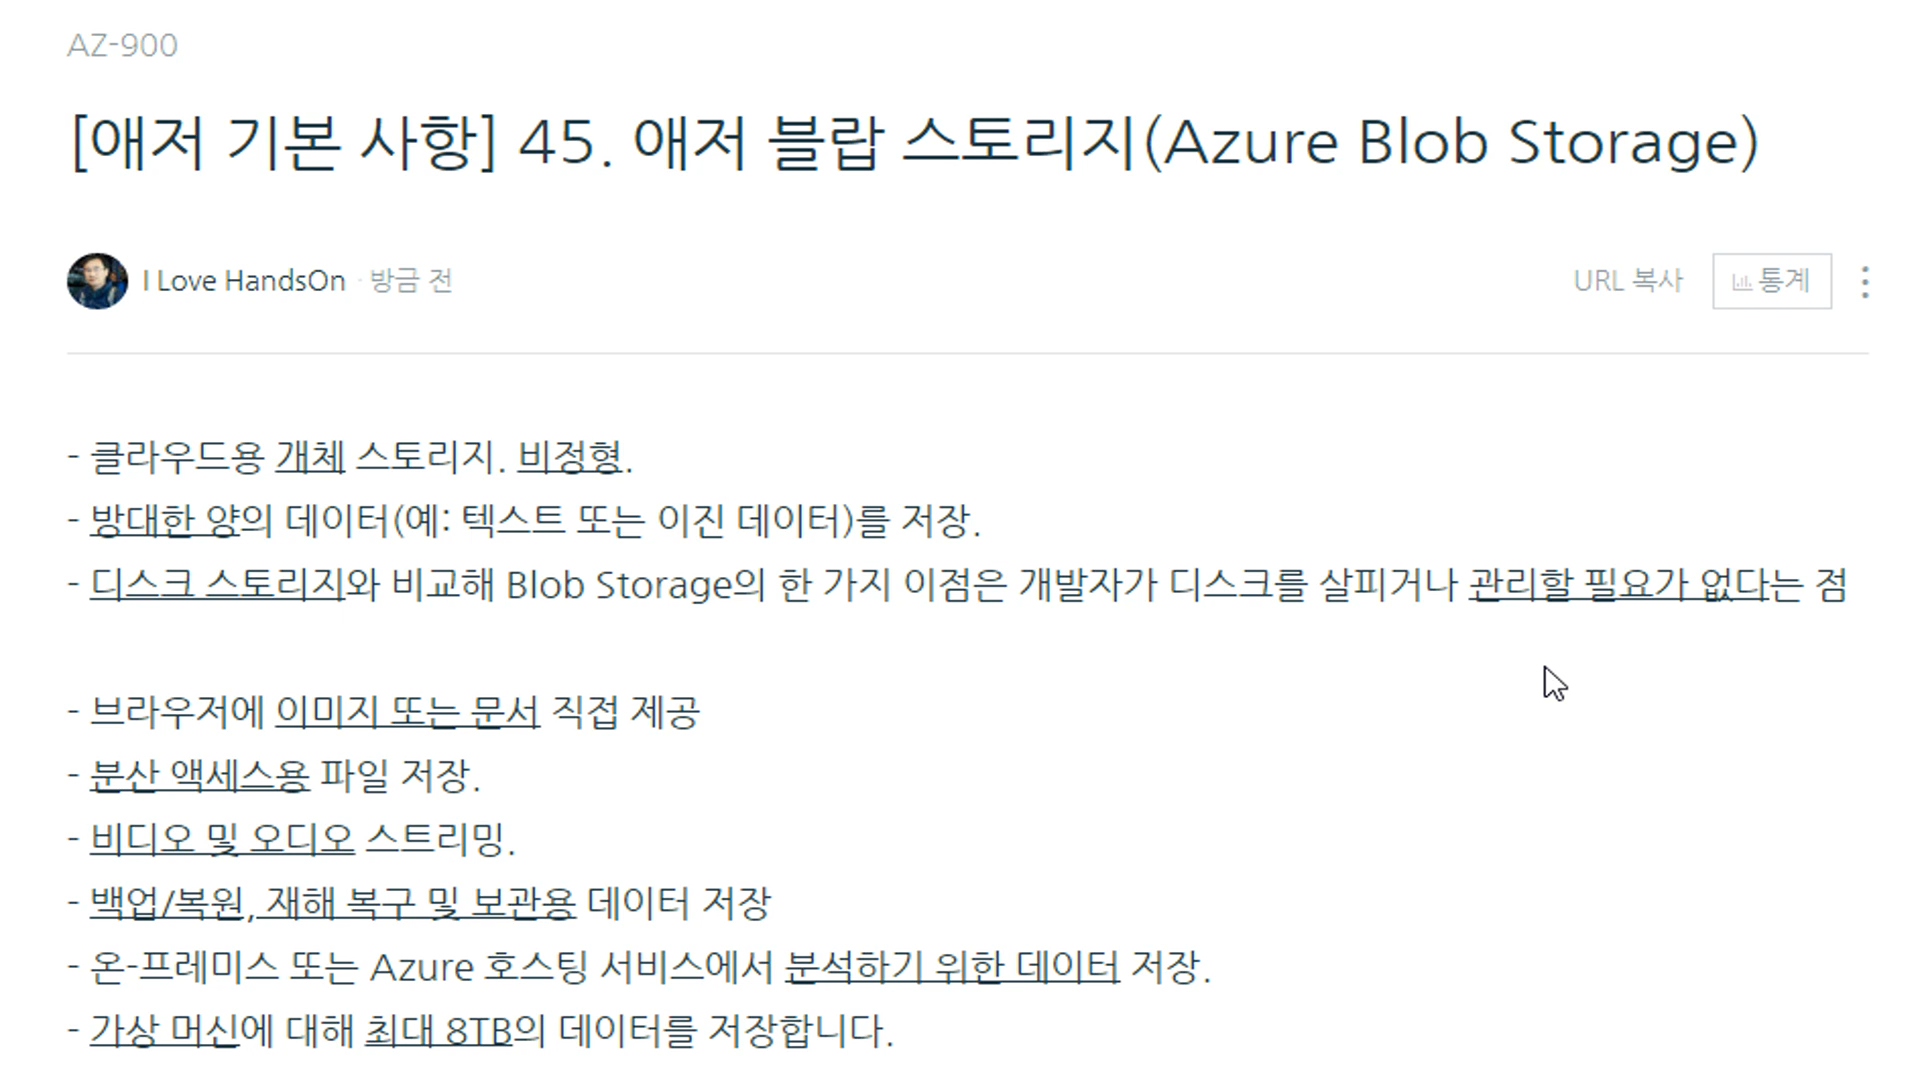 AZ-900
[애저 기본 사항] 45. 애저 블랍 스토리지(Azure Blob Storage)
I Love HandsOn · 방금 전
URL 복사 통계
- 클라우드용 개체 스토리지. 비정형.
- 방대한 양의 데이터(예: 텍스트 또는 이진 데이터)를 저장.
- 디스크 스토리지와 비교해 Blob Storage의 한 가지 이점은 개발자가 디스크를 살피거나 관리할 필요가 없다는 점
- 브라우저에 이미지 또는 문서 직접 제공
- 분산 액세스용 파일 저장.
- 비디오 및 오디오 스트리밍.
- 백업/복원, 재해 복구 및 보관용 데이터 저장
- 온-프레미스 또는 Azure 호스팅 서비스에서 분석하기 위한 데이터 저장.
- 가상 머신에 대해 최대 8TB의 데이터를 저장합니다.